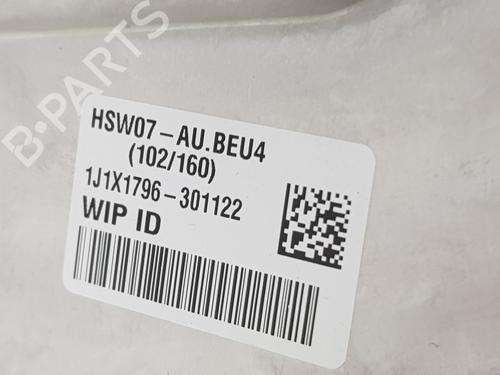 B-PARTS
HSW07-AU.BEU4
(102/160)
1J1X1796-301122
WIP ID